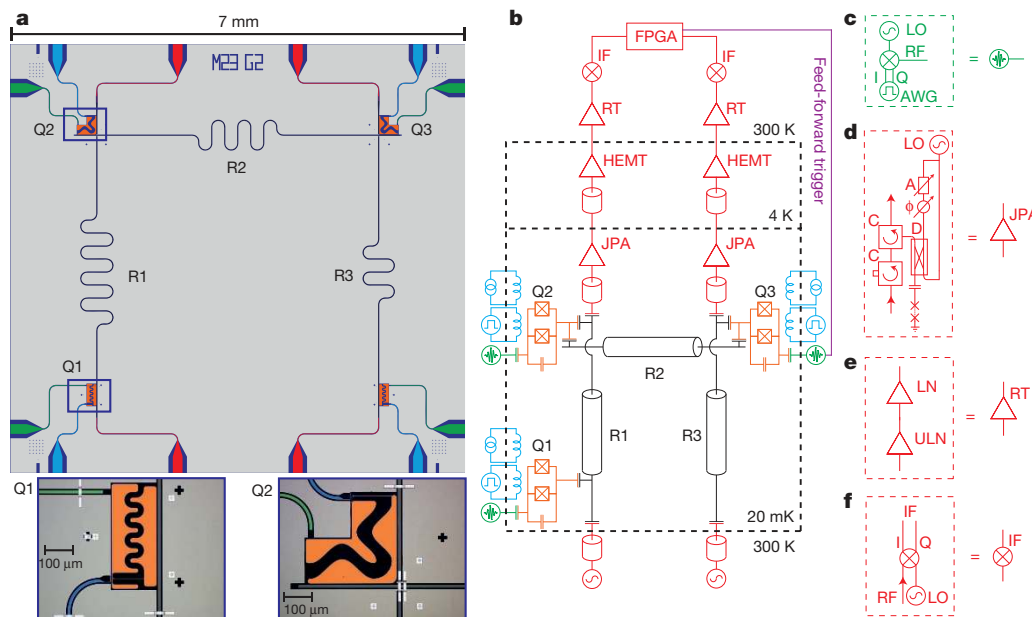 a
7 mm
M23 G2
Q2
Q3
R2
R1
R3
Q1
Q1
100 µm
Q2
100 µm
b
FPGA
IF
IF
RT
RT
300 K
HEMT
HEMT
4 K
JPA
JPA
Feed-forward trigger
Q2
Q3
R2
Q1
R1
R3
20 mK
300 K
c
LO
RF
I
Q
AWG
=
d
LO
A
ϕ
C
D
C
=
JPA
e
LN
ULN
=
RT
f
IF
I
Q
RF
LO
=
IF